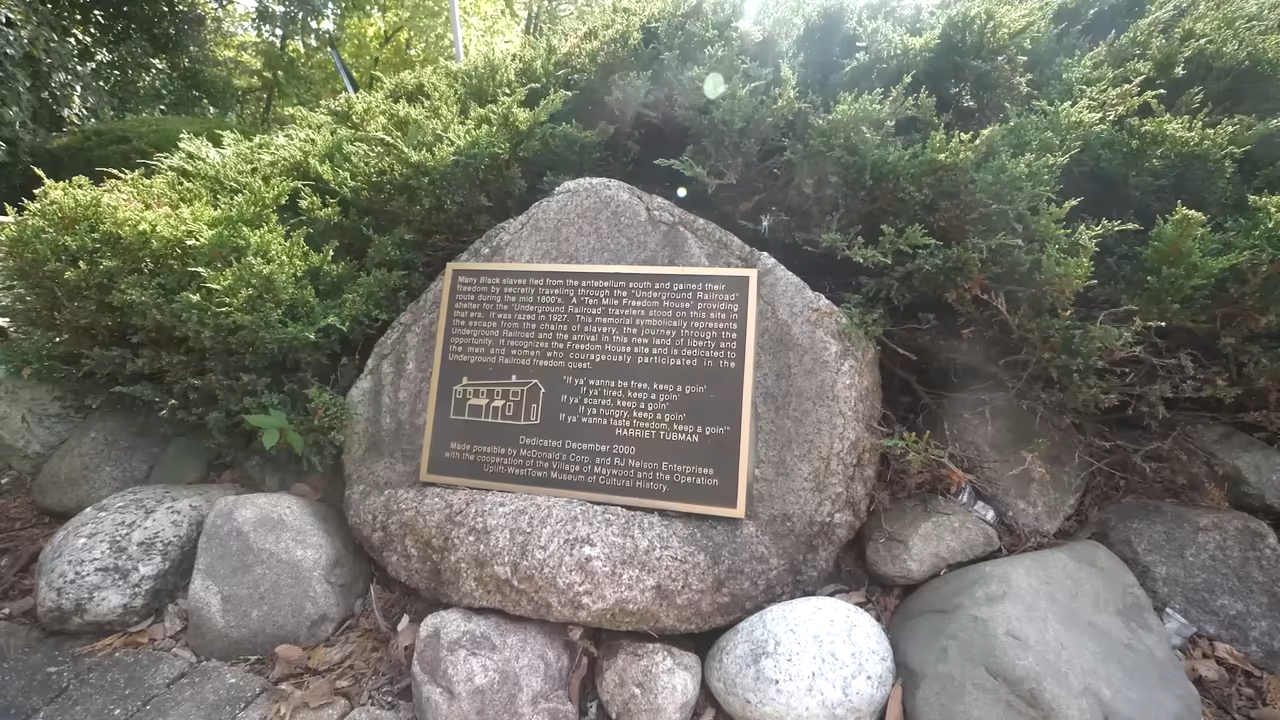 Many Black slaves fled from the antebellum south and gained their
freedom by secretly traveling through the "Underground Railroad"
route during the mid 1800's. A "Ten Mile Freedom House" providing
shelter for the "Underground Railroad" travelers stood on this site in
that era. It was razed in 1927. This memorial symbolically represents
the escape from the chains of slavery, the journey through the
Underground Railroad and the arrival in this new land of liberty and
opportunity. It recognizes the Freedom House site and is dedicated to
the men and women who courageously participated in the
Underground Railroad freedom quest.
"If ya' wanna be free, keep a goin'
If ya' tired, keep a goin'
If ya' scared, keep a goin'
If ya hungry, keep a goin'
If ya' wanna taste freedom, keep a goin'"
HARRIET TUBMAN
Dedicated December 2000
Made possible by McDonald's Corp. and RJ Nelson Enterprises
with the cooperation of the Village of Maywood and the Operation
Uplift-WestTown Museum of Cultural History.